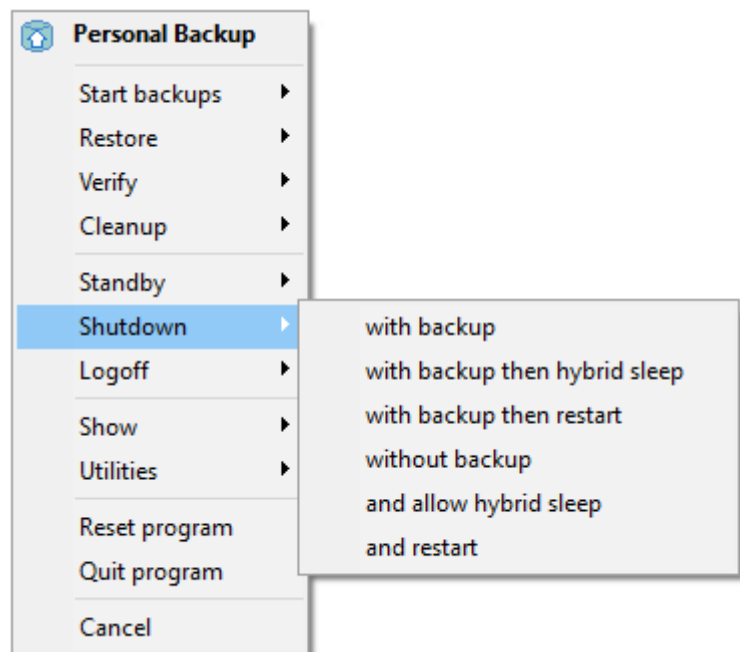 Personal Backup
Start backups
Restore
Verify
Cleanup
Standby
Shutdown
Logoff
Show
Utilities
Reset program
Quit program
Cancel
with backup
with backup then hybrid sleep
with backup then restart
without backup
and allow hybrid sleep
and restart